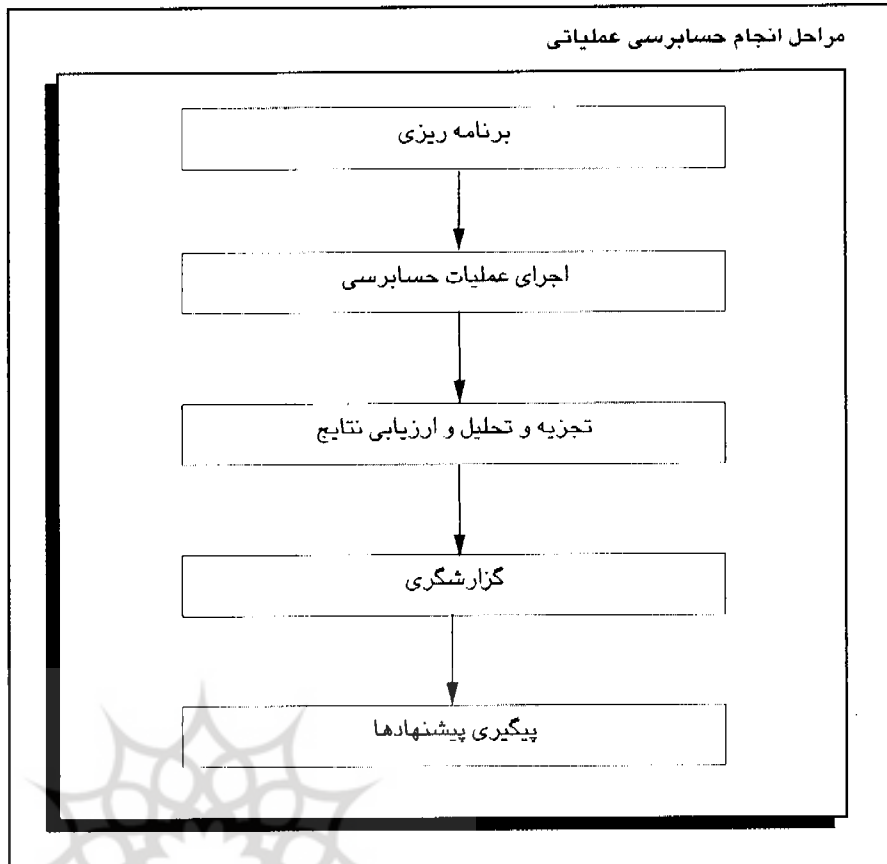 مراحل انجام حسابرسی عملیاتی
برنامه ریزی
اجرای عملیات حسابرسی
تجزیه و تحلیل و ارزیابی نتایج
گزارشگری
پیگیری پیشنهادها